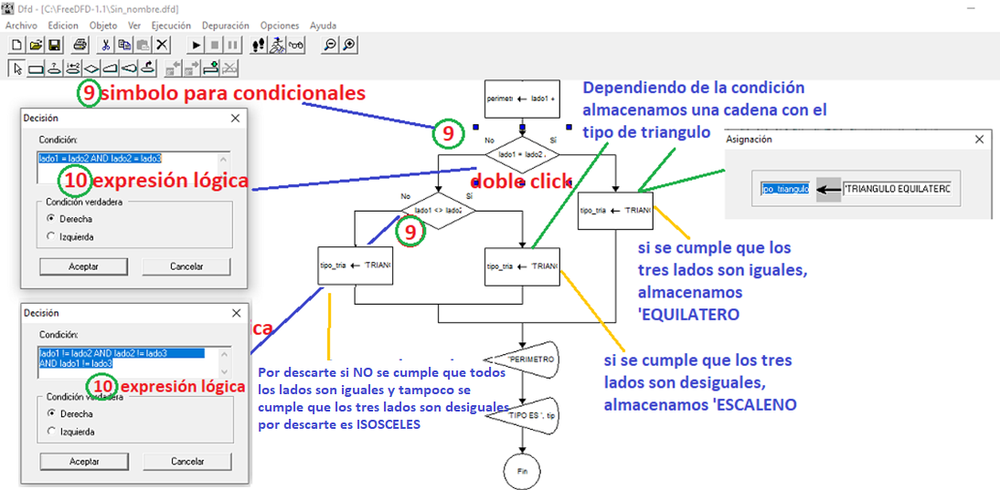 Dfd - [C:\FreeDFD-1.1\Sin_nombre.dfd]
Archivo Edicion Objeto Ver Ejecución Depuración Opciones Ayuda
9 simbolo para condicionales
Decisión
Condición:
lado1 = lado2 AND lado2 = lado3
10 expresión lógica
Condición verdadera
Derecha
Izquierda
Aceptar Cancelar
Decisión
Condición:
lado1 != lado2 AND lado2 != lado3
AND lado1 != lado3
10 expresión lógica
Condición verdadera
Derecha
Izquierda
Aceptar Cancelar
perimetr ← lado1 +
9
No Sí
lado1 = lado2 .
doble click
No Sí
lado1 <> lado2
9
tipo_tria ← 'TRIANG
tipo_tria ← 'TRIANG
tipo_tria ← 'TRIANG
'PERIMETRO
'TIPO ES ', tip
Fin
Dependiendo de la condición
almacenamos una cadena con el
tipo de triangulo
Asignación
ipo_triangulo 'TRIANGULO EQUILATERO
si se cumple que los
tres lados son iguales,
almacenamos
'EQUILATERO
si se cumple que los tres
lados son desiguales,
almacenamos 'ESCALENO
Por descarte si NO se cumple que todos
los lados son iguales y tampoco se
cumple que los tres lados son desiguales
por descarte es ISOSCELES